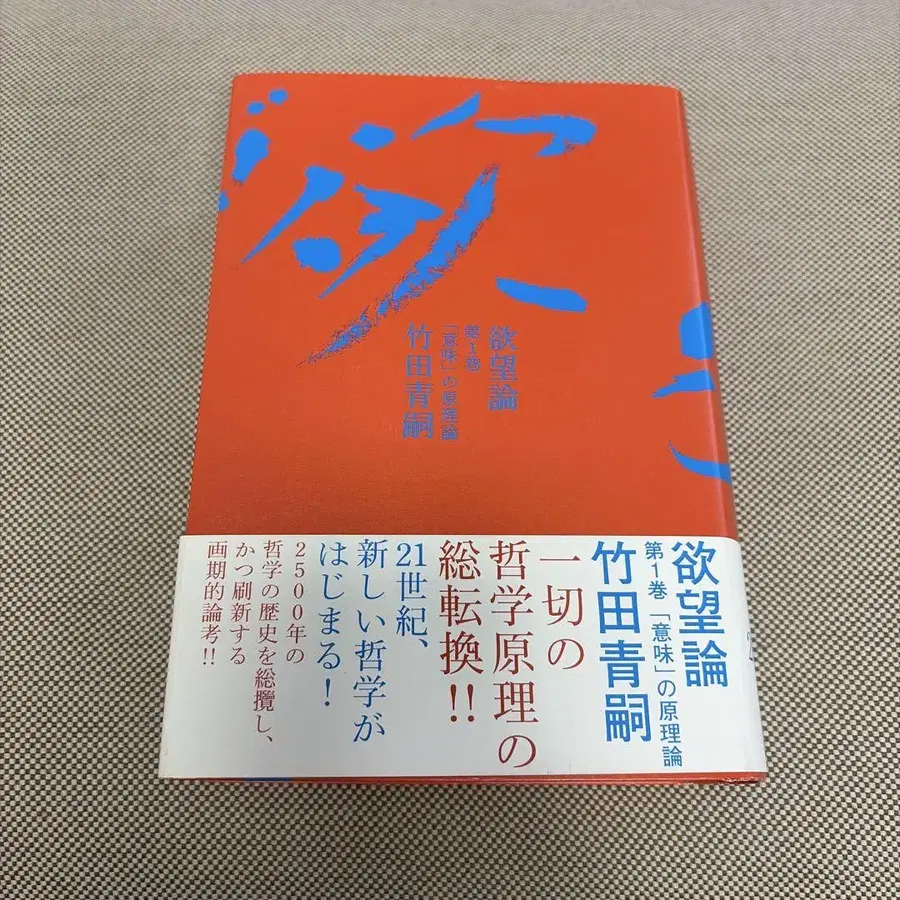 欲
欲望論
第1巻
「意味」の原理論
竹田青嗣
欲望論
第1巻 「意味」の原理論
竹田青嗣
一切の
哲学原理の
総転換!!
21世紀、
新しい哲学が
はじまる!
2500年の
哲学の歴史を総攬し、
かつ刷新する
画期的論考!!